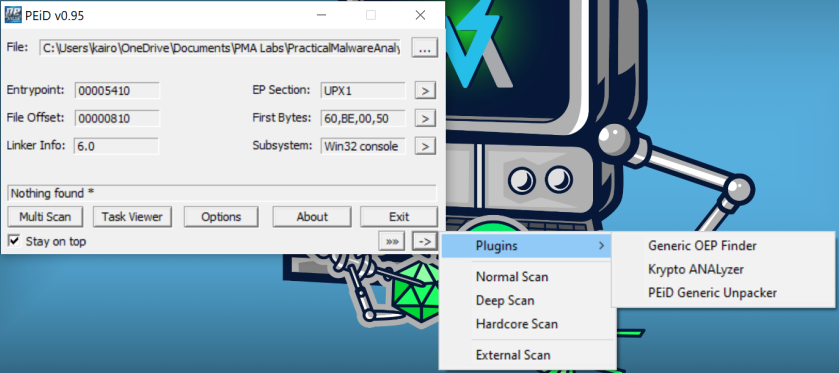 PEiD v0.95
File: C:\Users\kairo\OneDrive\Documents\PMA Labs\PracticalMalwareAnaly ...
Entrypoint: 00005410 EP Section: UPX1 >
File Offset: 00000810 First Bytes: 60,BE,00,50 >
Linker Info: 6.0 Subsystem: Win32 console >
Nothing found *
Multi Scan Task Viewer Options About Exit
Stay on top »» ->
Plugins >
Normal Scan
Deep Scan
Hardcore Scan
External Scan
Generic OEP Finder
Krypto ANALyzer
PEiD Generic Unpacker